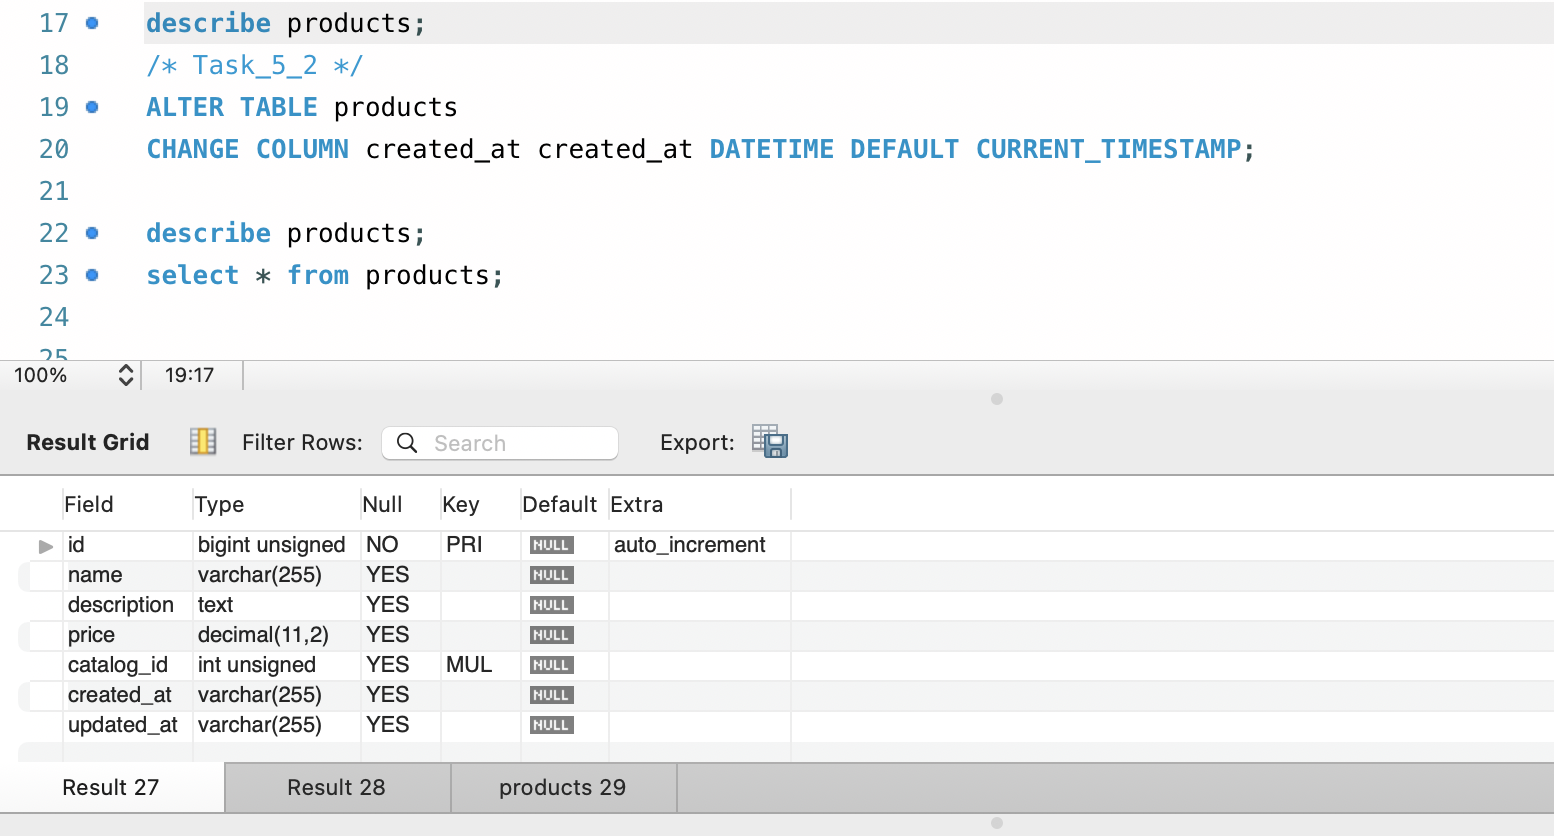 17 describe products;
18 /* Task_5_2 */
19 ALTER TABLE products
20 CHANGE COLUMN created_at created_at DATETIME DEFAULT CURRENT_TIMESTAMP;
21
22 describe products;
23 select * from products;
24
25
100% 19:17
Result Grid Filter Rows: Search Export:
Field Type Null Key Default Extra
id bigint unsigned NO PRI NULL auto_increment
name varchar(255) YES NULL
description text YES NULL
price decimal(11,2) YES NULL
catalog_id int unsigned YES MUL NULL
created_at varchar(255) YES NULL
updated_at varchar(255) YES NULL
Result 27 Result 28 products 29